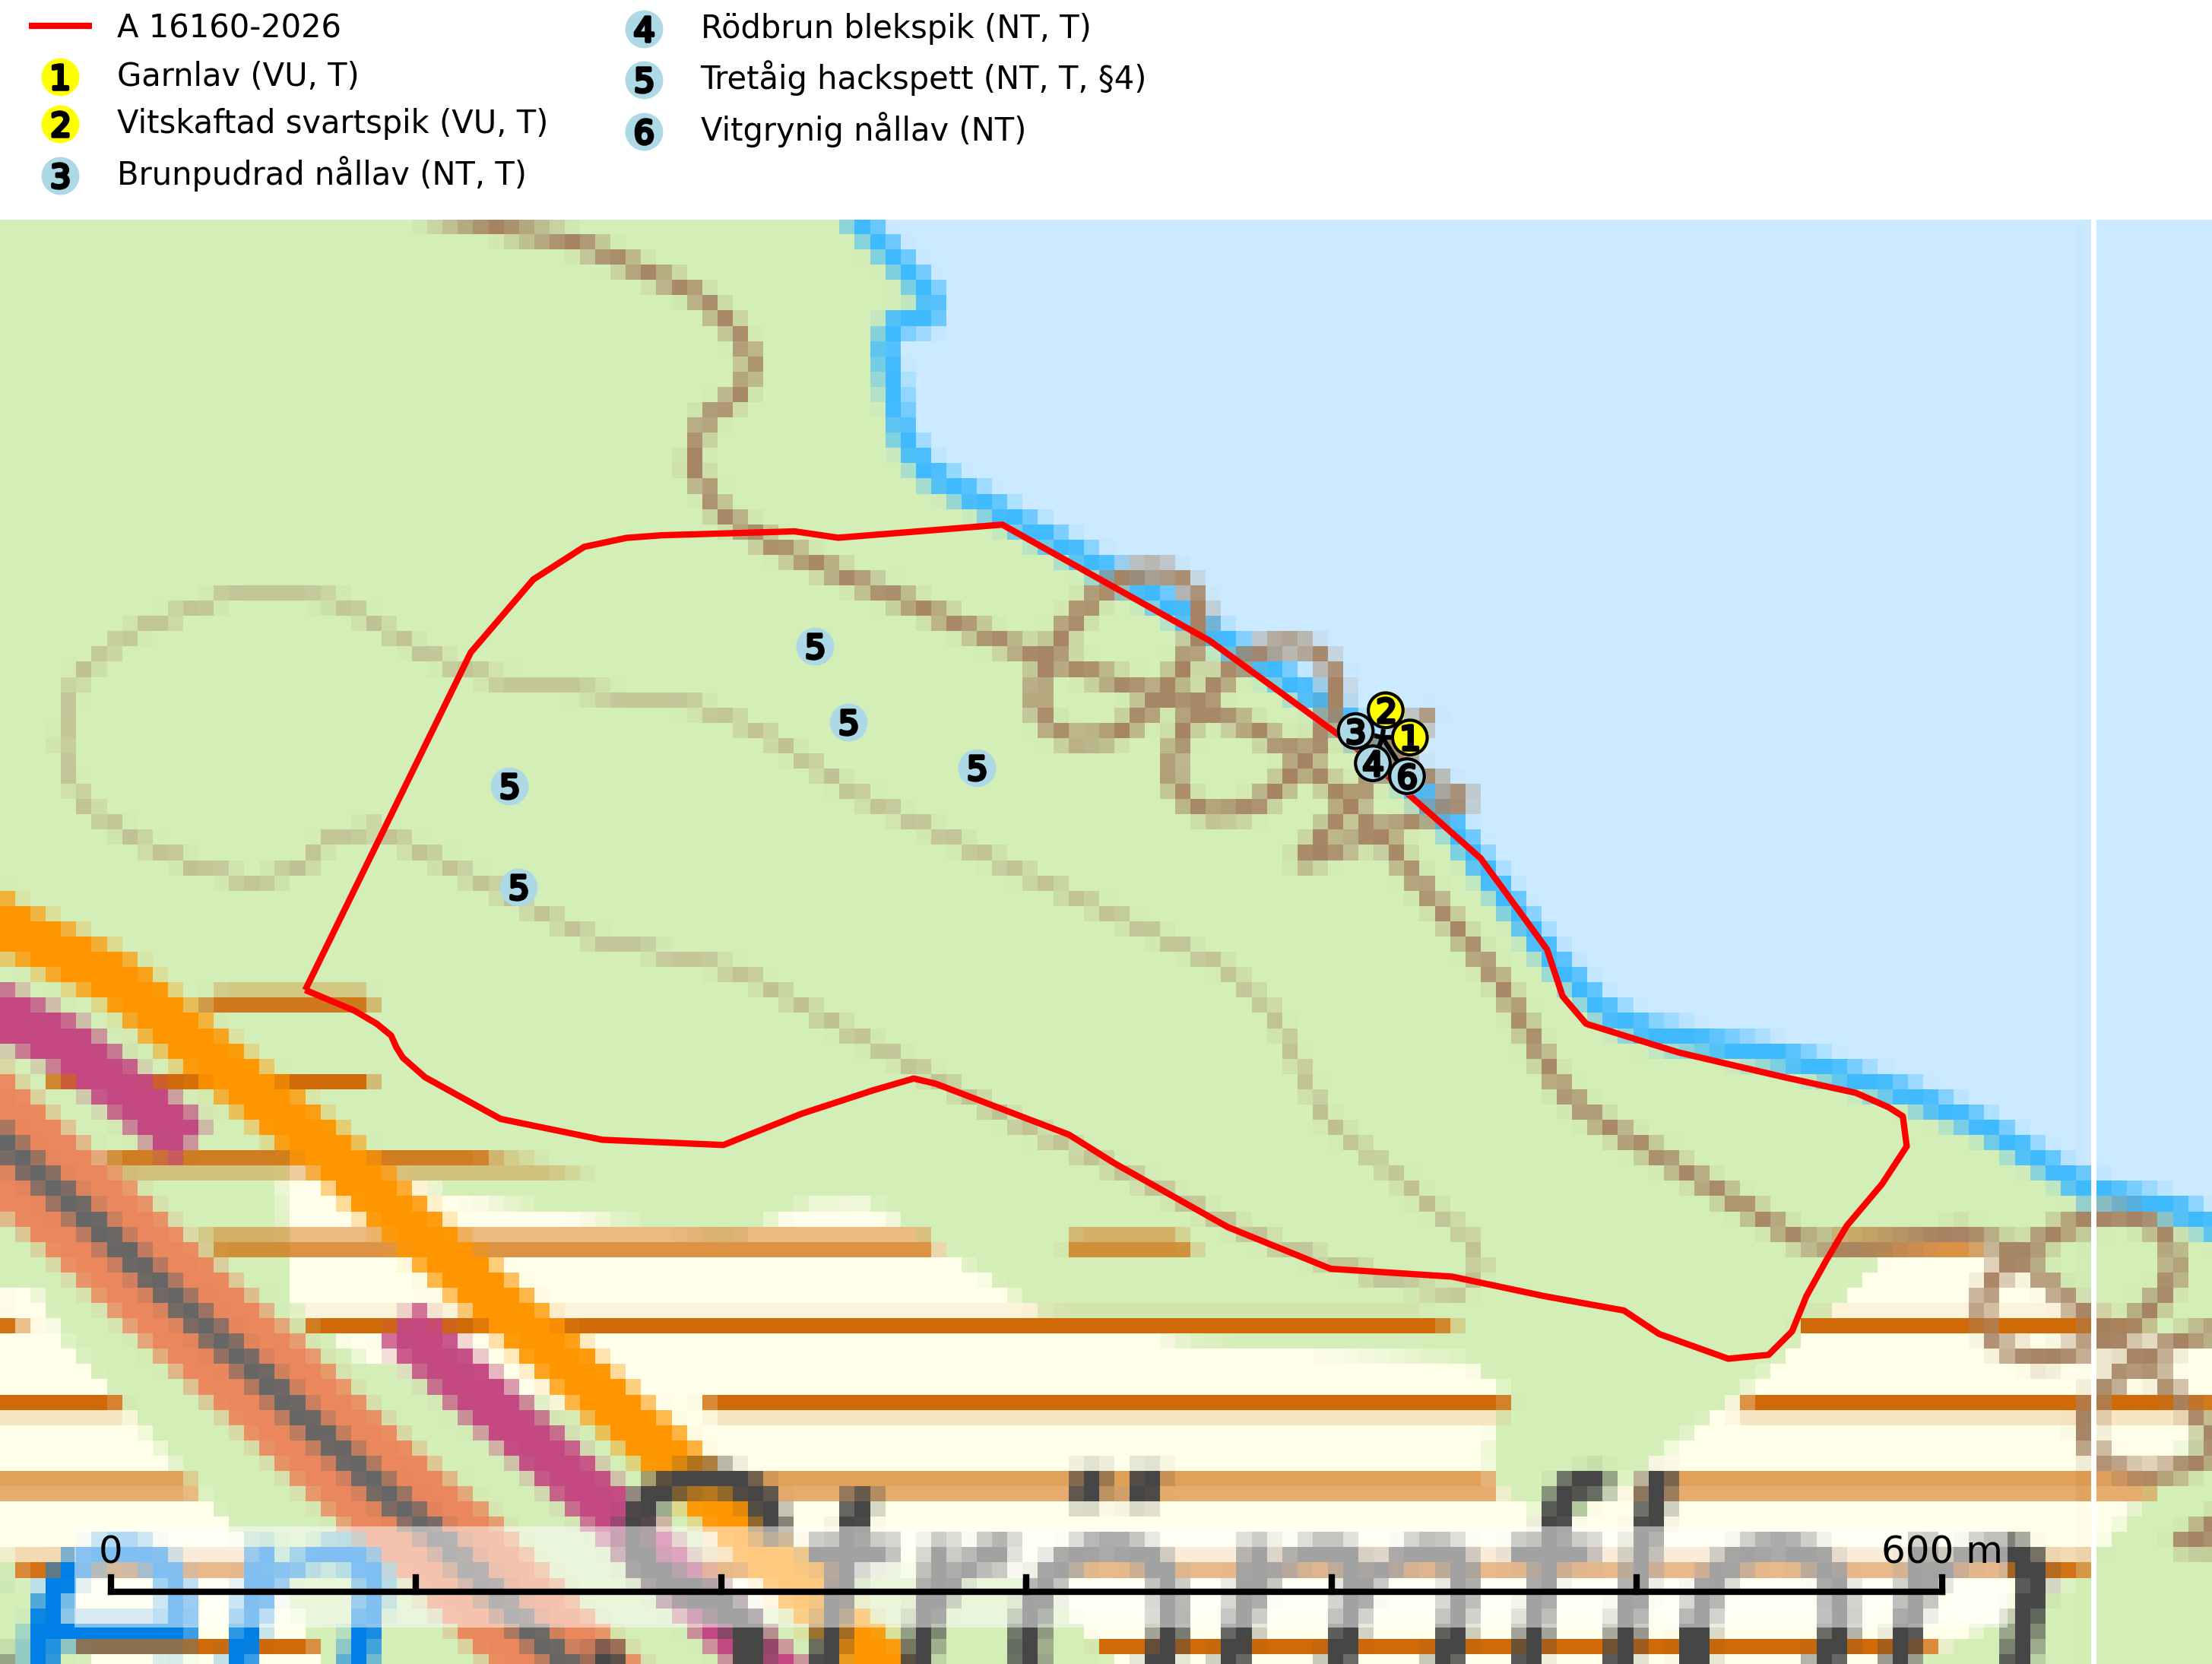 A 16160-2026
Garnlav (VU, T)
Vitskaftad svartspik (VU, T)
Brunpudrad nållav (NT, T)
Rödbrun blekspik (NT, T)
Tretåig hackspett (NT, T, §4)
Vitgrynig nållav (NT)
1
2
3
4
5
6
5
5
5
5
5
2
3
1
4
6
0
600 m